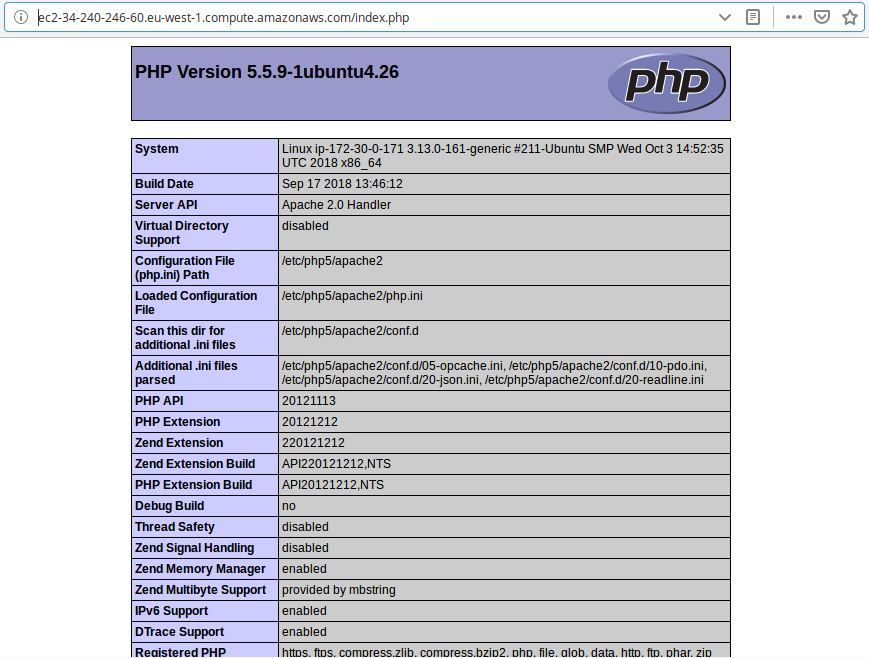 ec2-34-240-246-60.eu-west-1.compute.amazonaws.com/index.php
PHP Version 5.5.9-1ubuntu4.26
php
System
Linux ip-172-30-0-171 3.13.0-161-generic #211-Ubuntu SMP Wed Oct 3 14:52:35
UTC 2018 x86_64
Build Date
Sep 17 2018 13:46:12
Server API
Apache 2.0 Handler
Virtual Directory
Support
disabled
Configuration File
(php.ini) Path
/etc/php5/apache2
Loaded Configuration
File
/etc/php5/apache2/php.ini
Scan this dir for
additional .ini files
/etc/php5/apache2/conf.d
Additional .ini files
parsed
/etc/php5/apache2/conf.d/05-opcache.ini, /etc/php5/apache2/conf.d/10-pdo.ini,
/etc/php5/apache2/conf.d/20-json.ini, /etc/php5/apache2/conf.d/20-readline.ini
PHP API
20121113
PHP Extension
20121212
Zend Extension
220121212
Zend Extension Build
API220121212,NTS
PHP Extension Build
API20121212,NTS
Debug Build
no
Thread Safety
disabled
Zend Signal Handling
disabled
Zend Memory Manager
enabled
Zend Multibyte Support
provided by mbstring
IPv6 Support
enabled
DTrace Support
enabled
Registered PHP
https, ftps, compress.zlib, compress.bzip2, php, file, glob, data, http, ftp, phar, zip